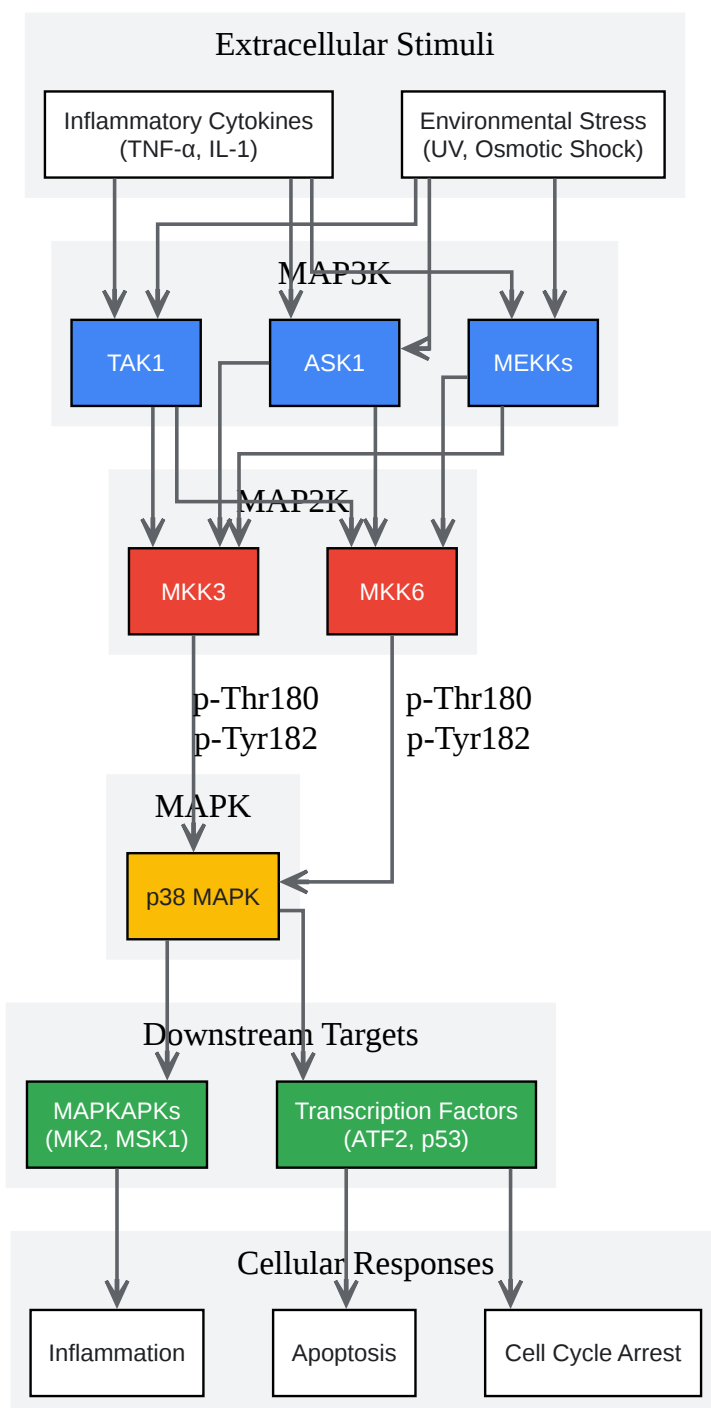 Extracellular Stimuli
Inflammatory Cytokines
(TNF-α, IL-1)
Environmental Stress
(UV, Osmotic Shock)
MAP3K
TAK1
ASK1
MEKKs
MAP2K
MKK3
MKK6
p-Thr180
p-Tyr182
p-Thr180
p-Tyr182
MAPK
p38 MAPK
Downstream Targets
MAPKAPKs
(MK2, MSK1)
Transcription Factors
(ATF2, p53)
Cellular Responses
Inflammation
Apoptosis
Cell Cycle Arrest